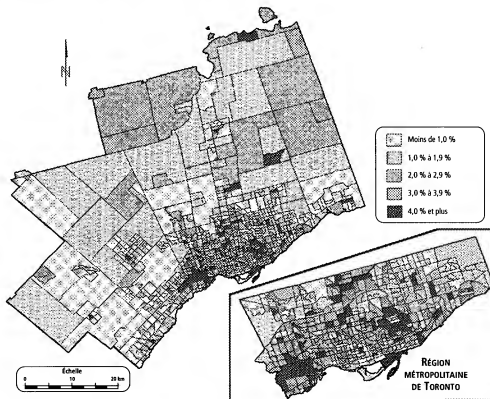 N
Moins de 1,0 %
1,0 % à 1,9 %
2,0 % à 2,9 %
3,0 % à 3,9 %
4,0 % et plus
Échelle
0 10 20 km
RÉGION
MÉTROPOLITAINE
DE TORONTO